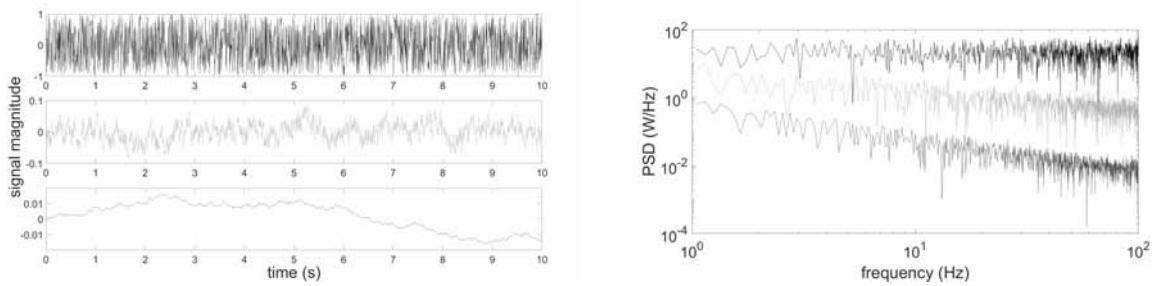 signal magnitude
1
0
-1
0 1 2 3 4 5 6 7 8 9 10
0.1
0
-0.1
0 1 2 3 4 5 6 7 8 9 10
0.01
0
-0.01
0 1 2 3 4 5 6 7 8 9 10
time (s)
PSD (W/Hz)
10²
10⁰
10⁻²
10⁻⁴
10⁰ 10¹ 10²
frequency (Hz)